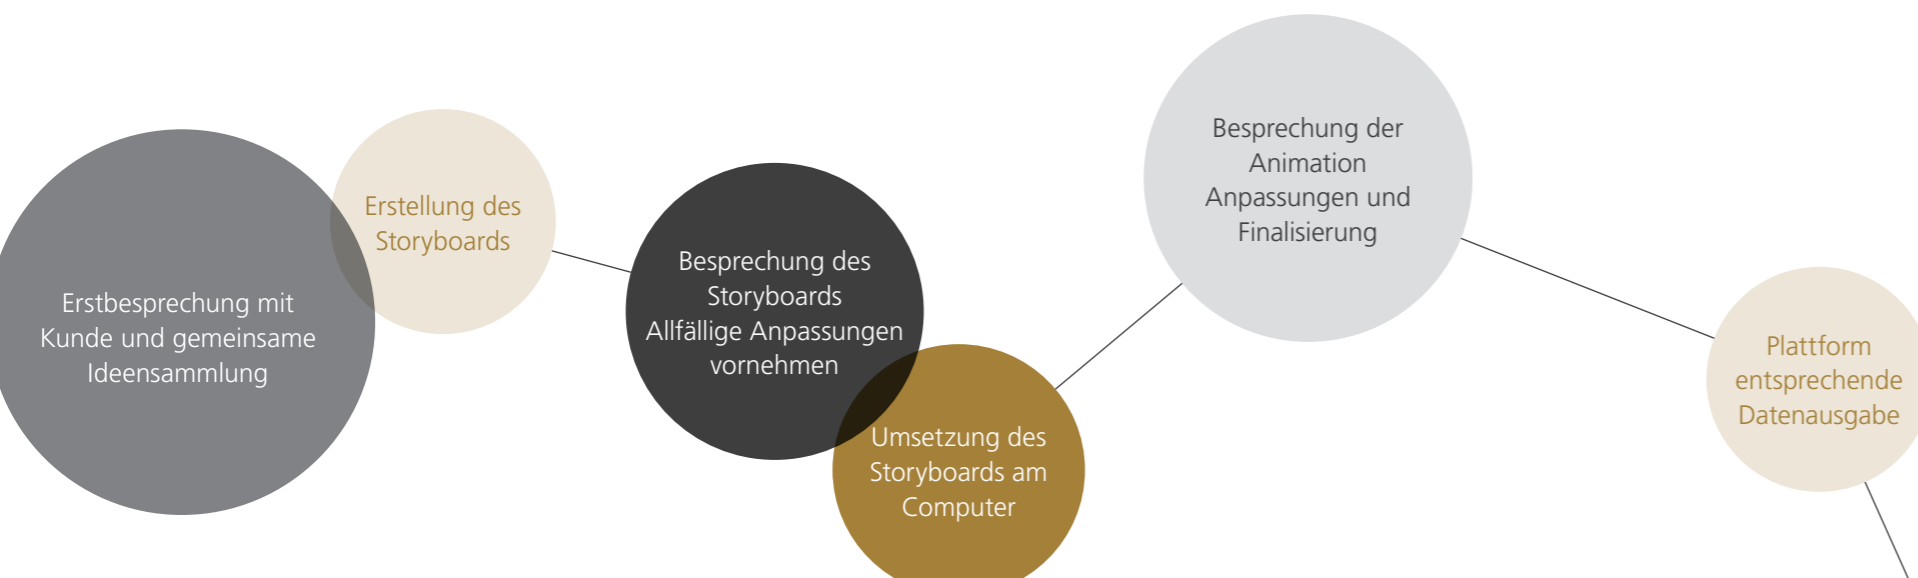 Erstbesprechung mit
Kunde und gemeinsame
Ideensammlung
Erstellung des
Storyboards
Besprechung des
Storyboards
Allfällige Anpassungen
vornehmen
Umsetzung des
Storyboards am
Computer
Besprechung der
Animation
Anpassungen und
Finalisierung
Plattform
entsprechende
Datenausgabe